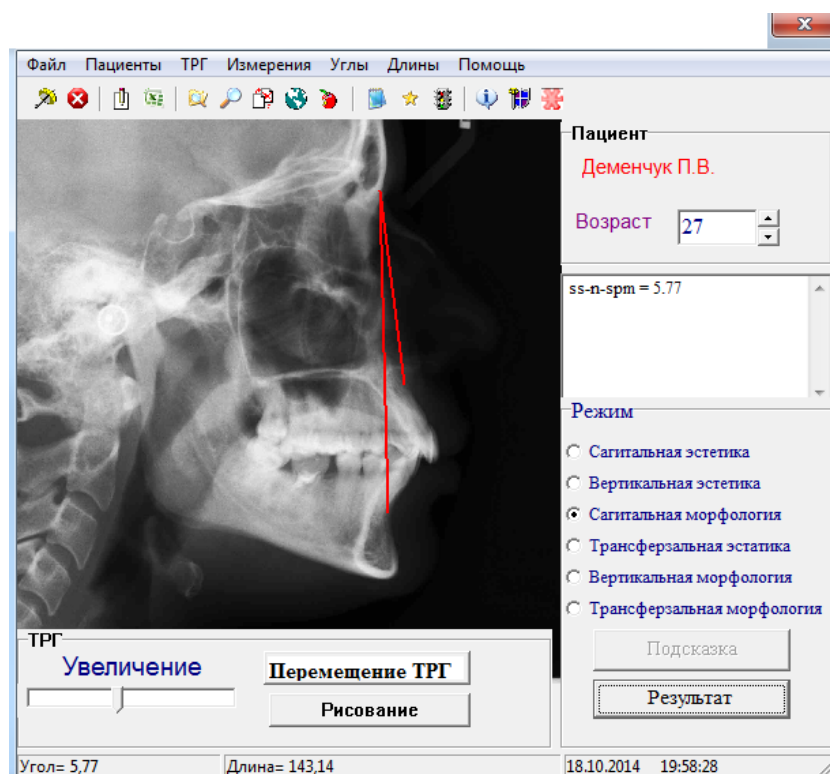 Файл Пациенты ТРГ Измерения Углы Длины Помощь
Пациент
Деменчук П.В.
Возраст 27
ss-n-spm = 5.77
Режим
Сагитальная эстетика
Вертикальная эстетика
Сагитальная морфология
Трансферзальная эстатика
Вертикальная морфология
Трансферзальная морфология
Подсказка
Результат
ТРГ
Увеличение
Перемещение ТРГ
Рисование
Угол= 5,77 Длина= 143,14 18.10.2014 19:58:28